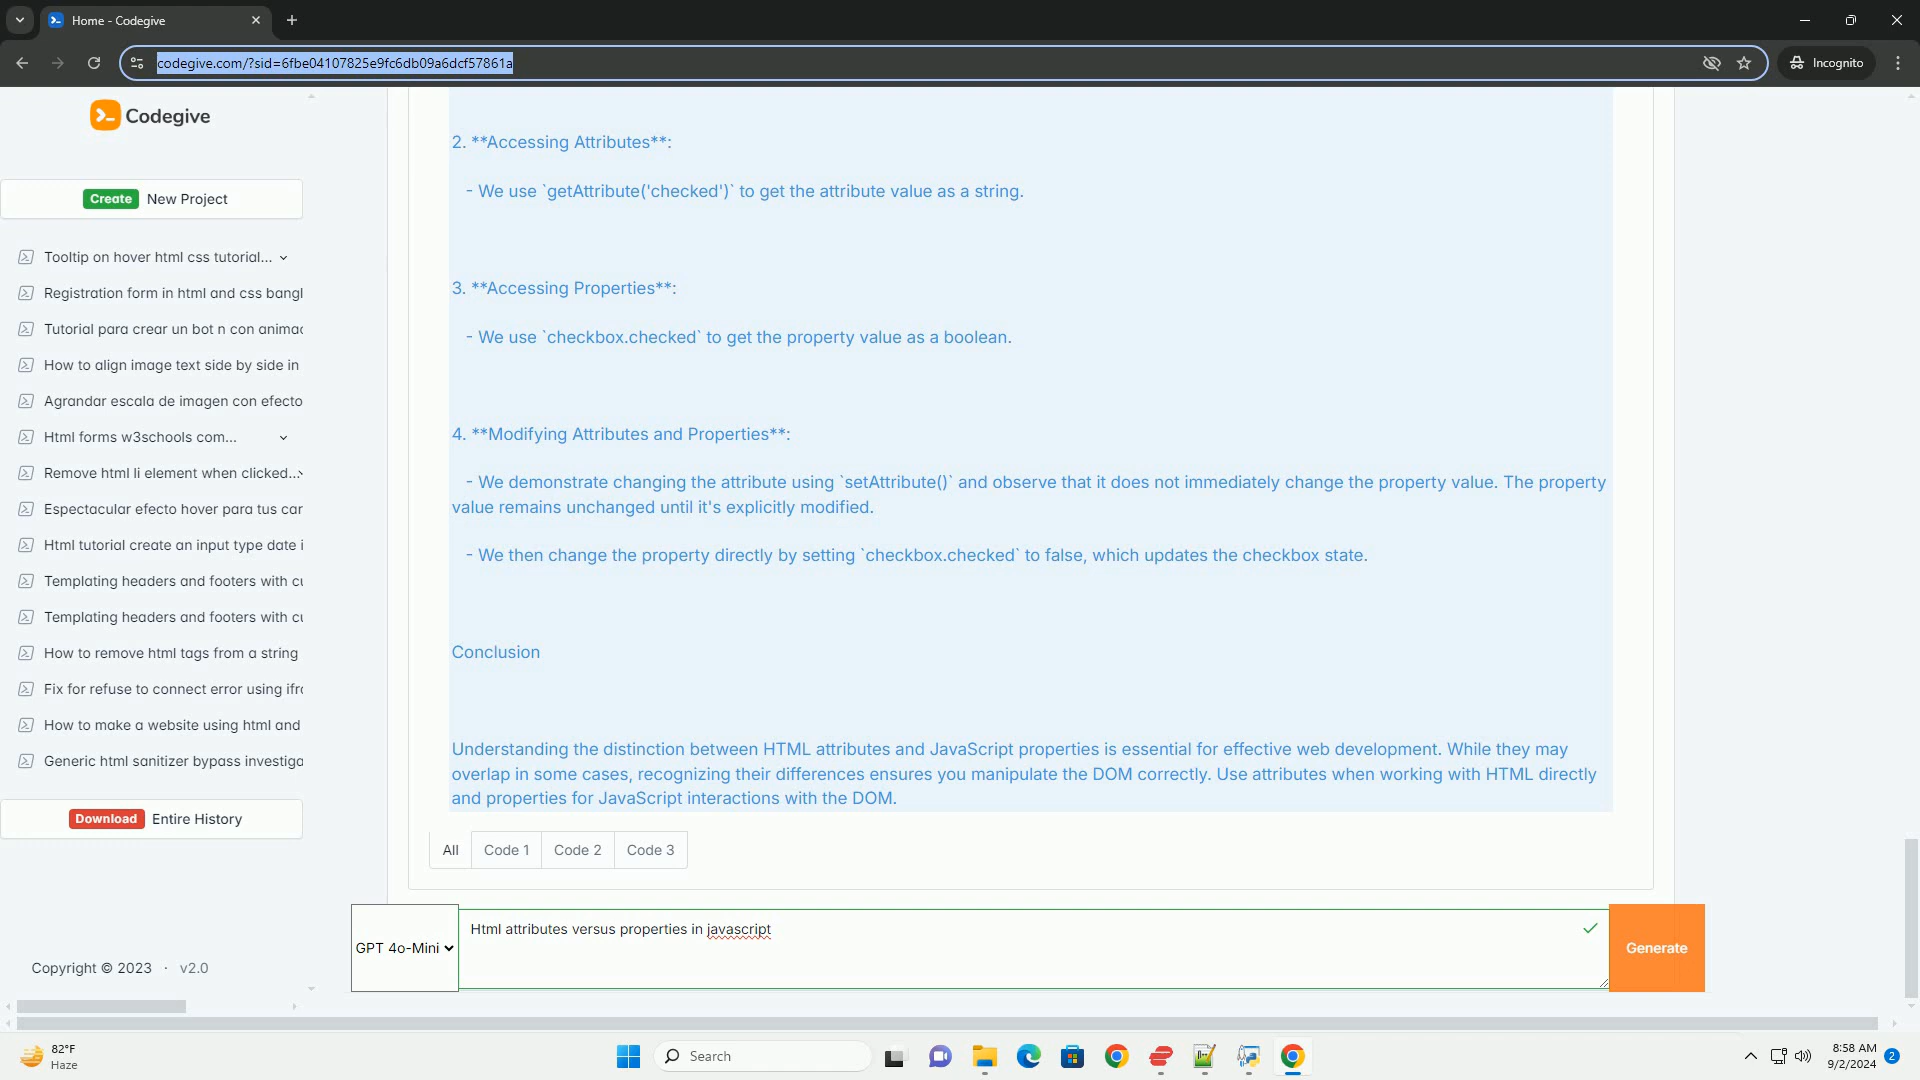 Home - Codegive
codegive.com/?sid=6fbe04107825e9fc6db09a6dcf57861a
Incognito
Codegive
Create New Project
Tooltip on hover html css tutorial...
Registration form in html and css bangl
Tutorial para crear un bot n con animac
How to align image text side by side in
Agrandar escala de imagen con efecto
Html forms w3schools com...
Remove html li element when clicked...
Espectacular efecto hover para tus car
Html tutorial create an input type date i
Templating headers and footers with cu
Templating headers and footers with cu
How to remove html tags from a string
Fix for refuse to connect error using ifr
How to make a website using html and
Generic html sanitizer bypass investiga
Download Entire History
Copyright © 2023 · v2.0
2. **Accessing Attributes**:
- We use `getAttribute('checked')` to get the attribute value as a string.
3. **Accessing Properties**:
- We use `checkbox.checked` to get the property value as a boolean.
4. **Modifying Attributes and Properties**:
- We demonstrate changing the attribute using `setAttribute()` and observe that it does not immediately change the property value. The property
value remains unchanged until it's explicitly modified.
- We then change the property directly by setting `checkbox.checked` to false, which updates the checkbox state.
Conclusion
Understanding the distinction between HTML attributes and JavaScript properties is essential for effective web development. While they may
overlap in some cases, recognizing their differences ensures you manipulate the DOM correctly. Use attributes when working with HTML directly
and properties for JavaScript interactions with the DOM.
All Code 1 Code 2 Code 3
GPT 4o-Mini
Html attributes versus properties in javascript
Generate
82°F
Haze
Search
8:58 AM
9/2/2024
2